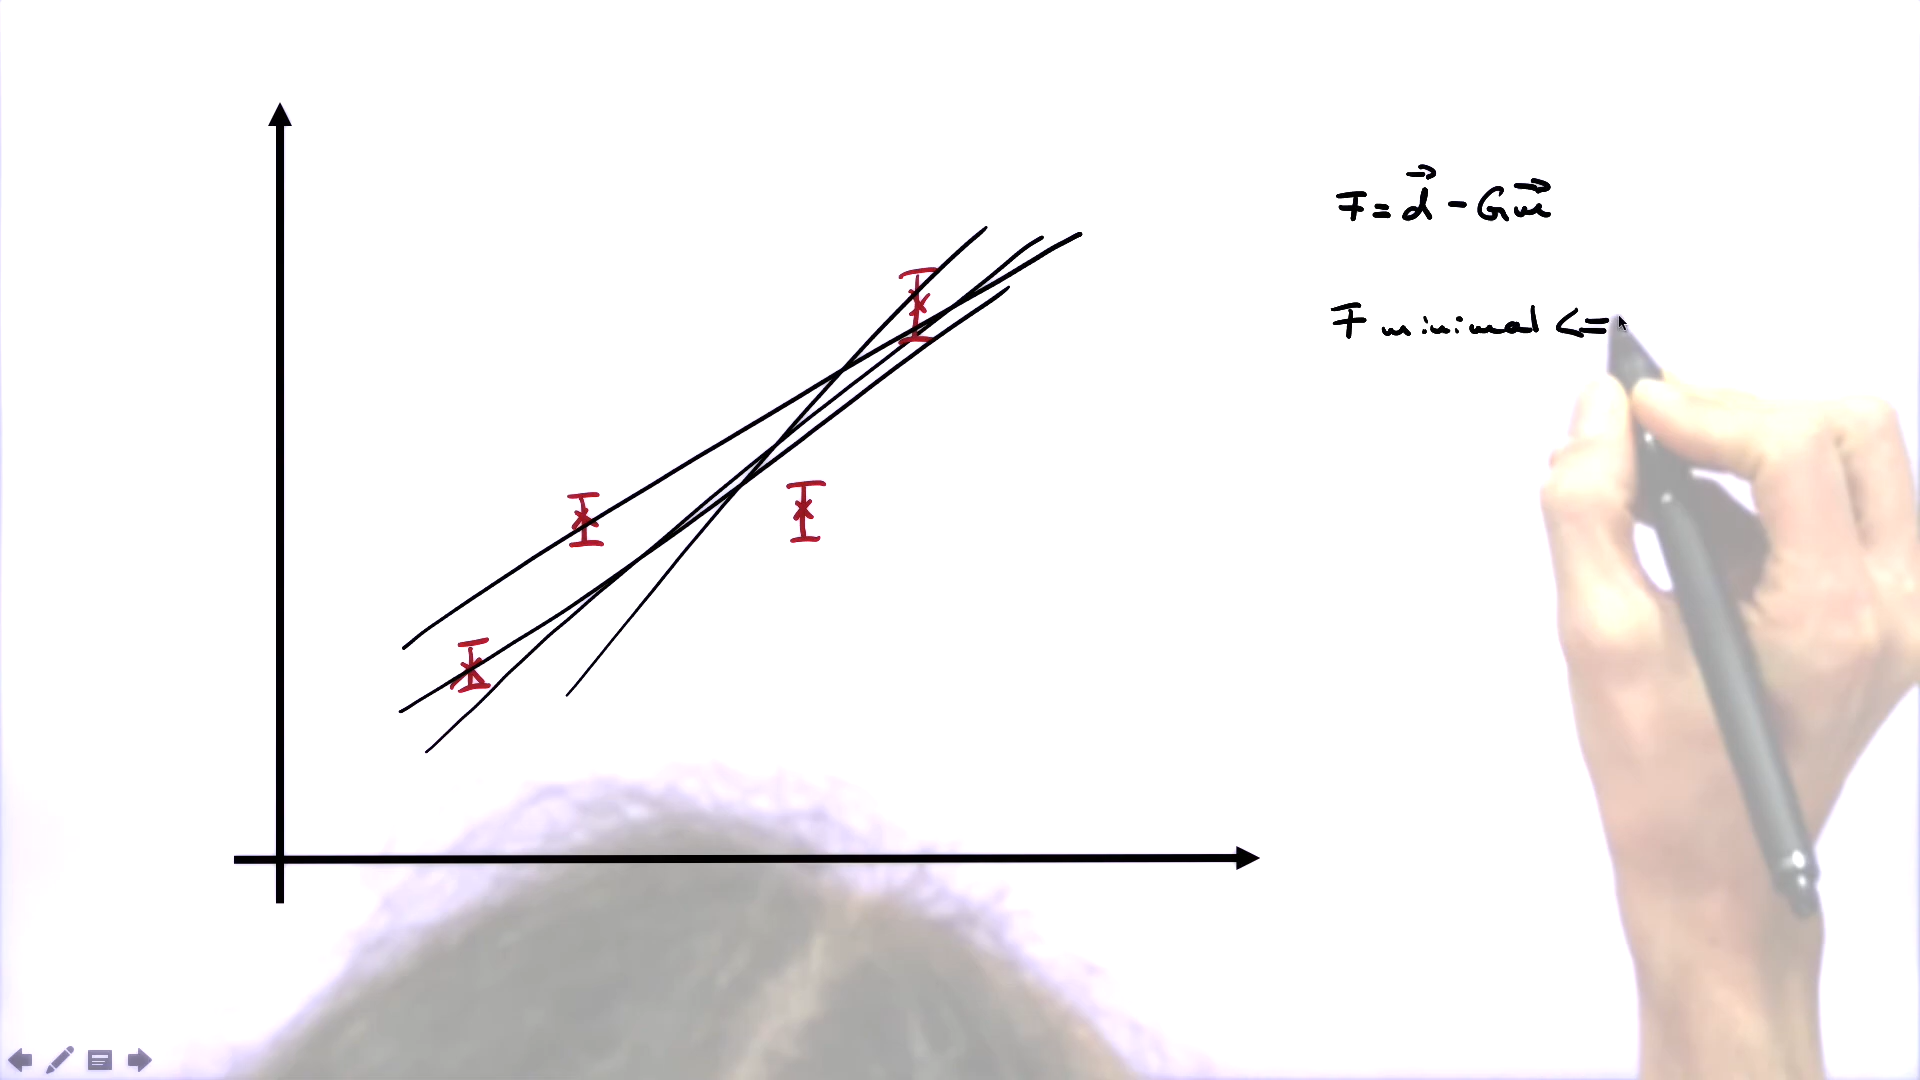 F = d⃗ - Gm⃗
F minimal <=